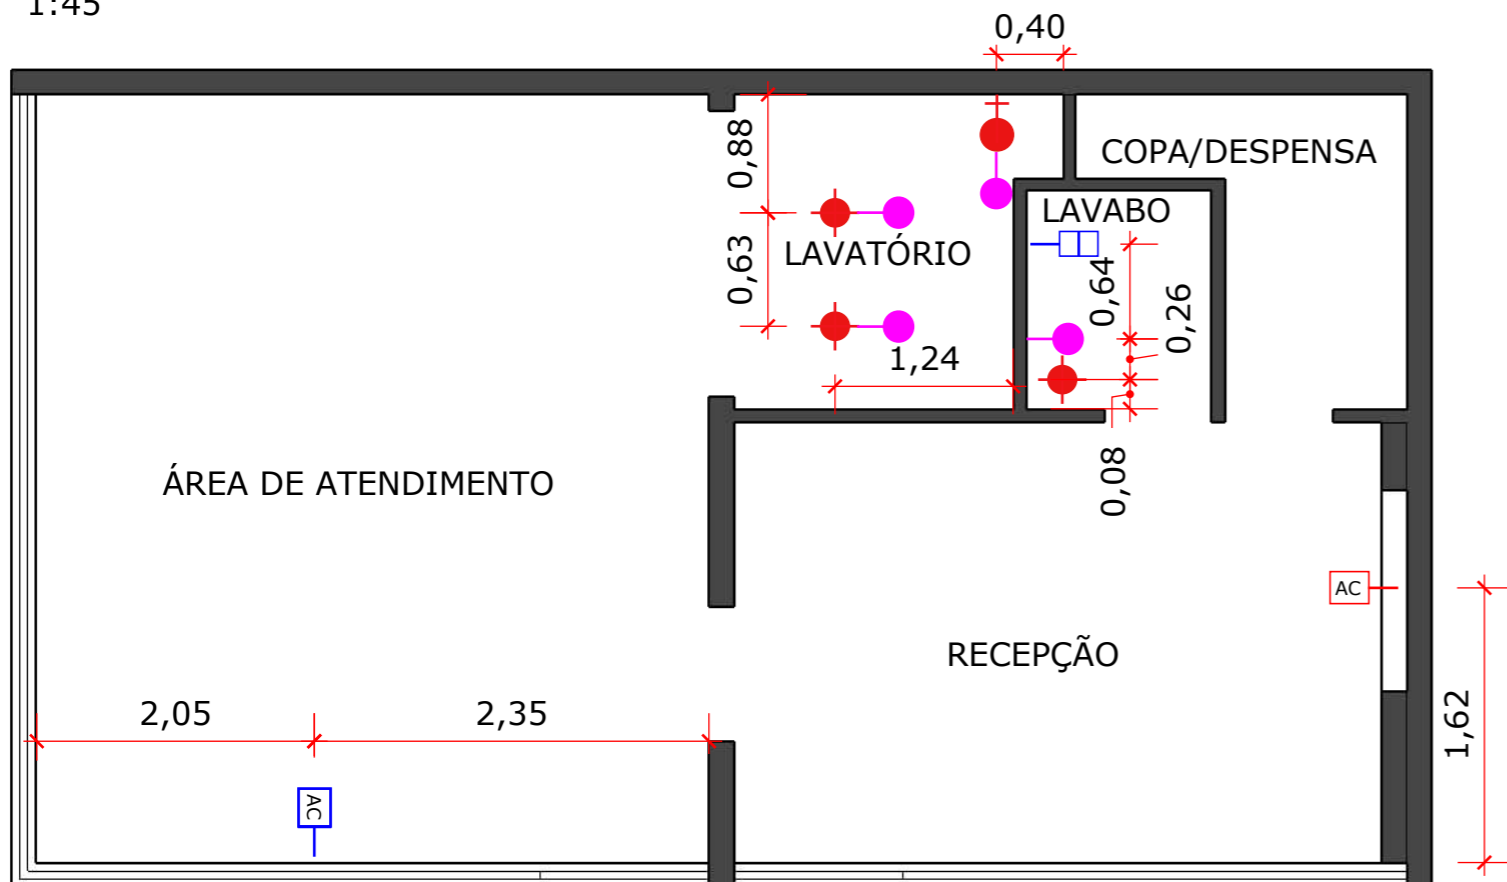 1:45
0,40
0,88
COPA/DESPENSA
LAVABO
0,63
LAVATÓRIO
0,64
0,26
1,24
0,08
ÁREA DE ATENDIMENTO
AC
RECEPÇÃO
2,05
2,35
1,62
AC